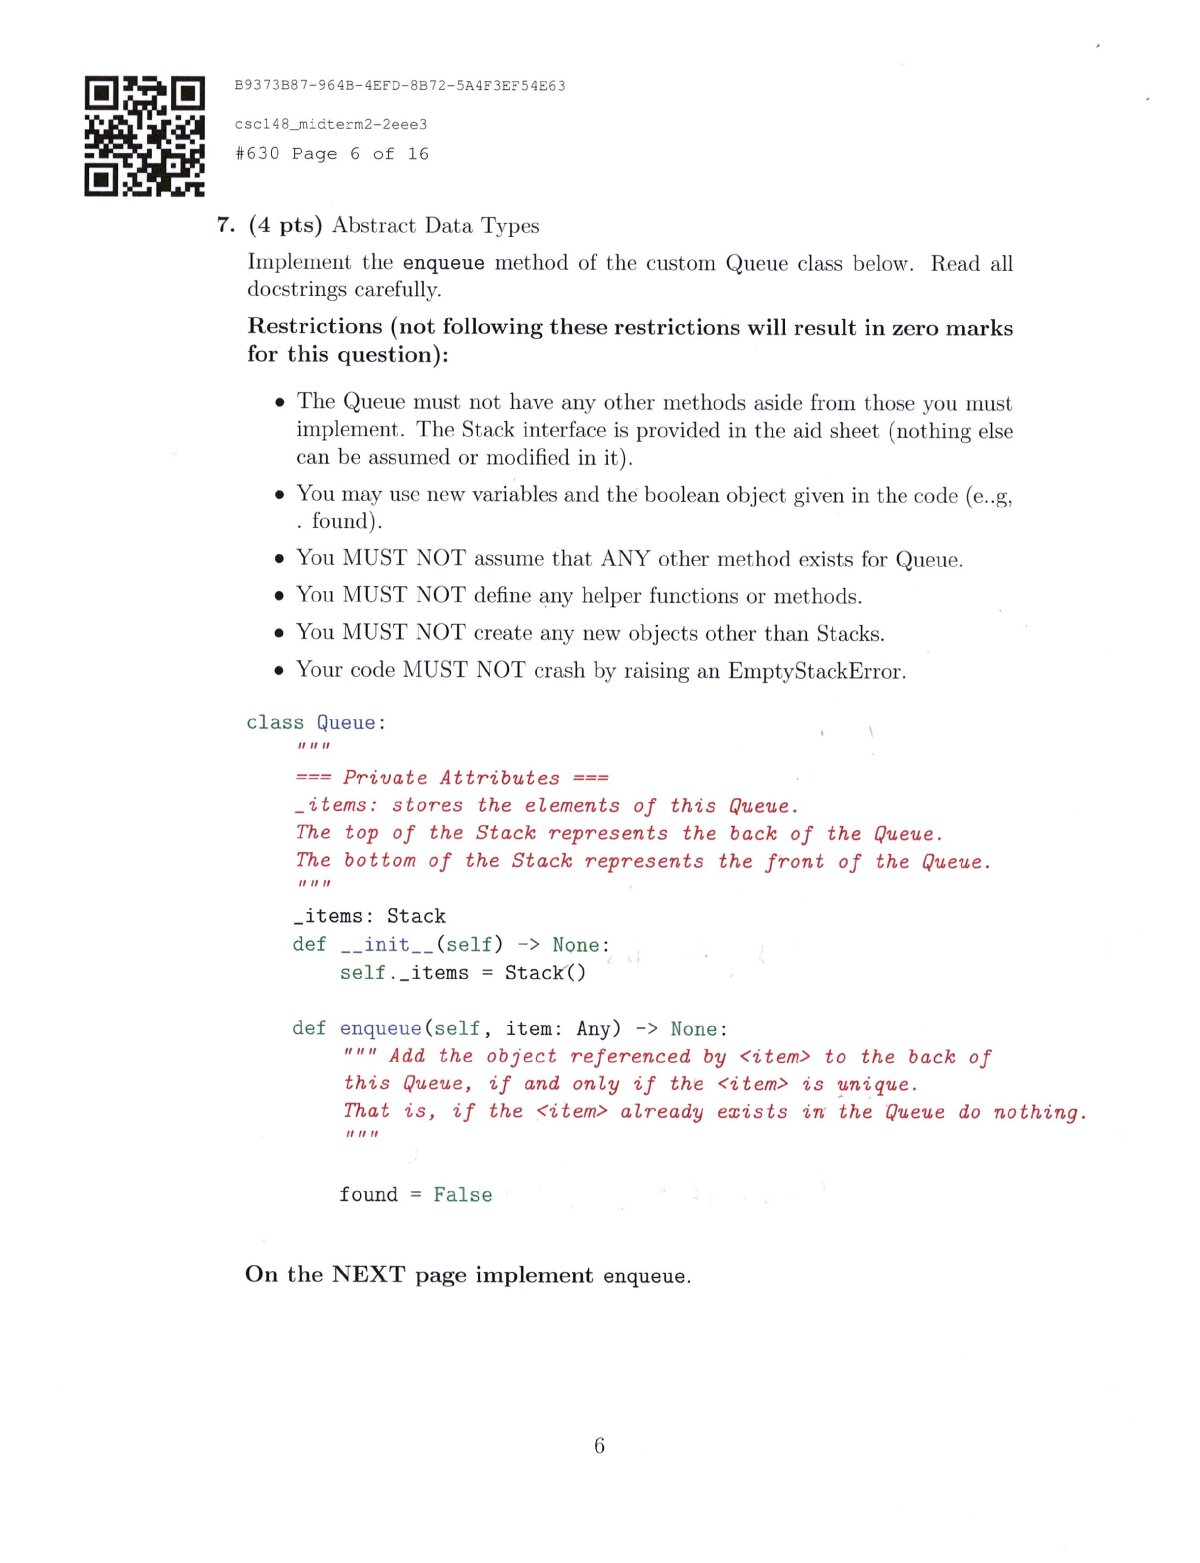 B9373B87-964B-4EFD-8B72-5A4F3EF54E63
csc148_midterm2-2eee3
#630 Page 6 of 16
7. (4 pts) Abstract Data Types
Implement the enqueue method of the custom Queue class below. Read all
docstrings carefully.
Restrictions (not following these restrictions will result in zero marks
for this question):
• The Queue must not have any other methods aside from those you must
implement. The Stack interface is provided in the aid sheet (nothing else
can be assumed or modified in it).
• You may use new variables and the boolean object given in the code (e..g,
. found).
• You MUST NOT assume that ANY other method exists for Queue.
• You MUST NOT define any helper functions or methods.
• You MUST NOT create any new objects other than Stacks.
• Your code MUST NOT crash by raising an EmptyStackError.
class Queue:
"""
=== Private Attributes ===
_items: stores the elements of this Queue.
The top of the Stack represents the back of the Queue.
The bottom of the Stack represents the front of the Queue.
"""
_items: Stack
def __init__(self) -> None:
self._items = Stack()
def enqueue(self, item: Any) -> None:
""" Add the object referenced by <item> to the back of
this Queue, if and only if the <item> is unique.
That is, if the <item> already exists in the Queue do nothing.
"""
found = False
On the NEXT page implement enqueue.
6